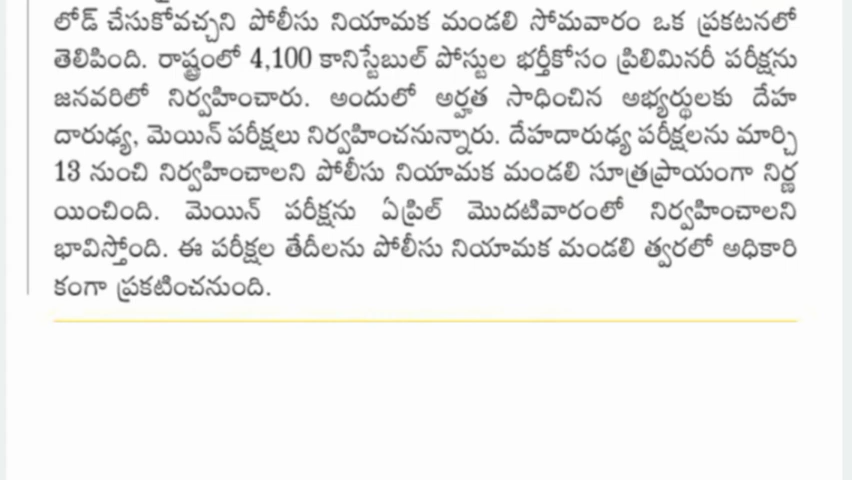 లోడ్ చేసుకోవచ్చని పోలీసు నియామక మండలి సోమవారం ఒక ప్రకటనలో
తెలిపింది. రాష్ట్రంలో 4,100 కానిస్టేబుల్ పోస్టుల భర్తీకోసం ప్రిలిమినరీ పరీక్షను
జనవరిలో నిర్వహించారు. అందులో అర్హత సాధించిన అభ్యర్థులకు దేహ
దారుఢ్య, మెయిన్ పరీక్షలు నిర్వహించనున్నారు. దేహదారుఢ్య పరీక్షలను మార్చి
13 నుంచి నిర్వహించాలని పోలీసు నియామక మండలి సూత్రప్రాయంగా నిర్ణ
యించింది. మెయిన్ పరీక్షను ఏప్రిల్ మొదటివారంలో నిర్వహించాలని
భావిస్తోంది. ఈ పరీక్షల తేదీలను పోలీసు నియామక మండలి త్వరలో అధికారి
కంగా ప్రకటించనుంది.